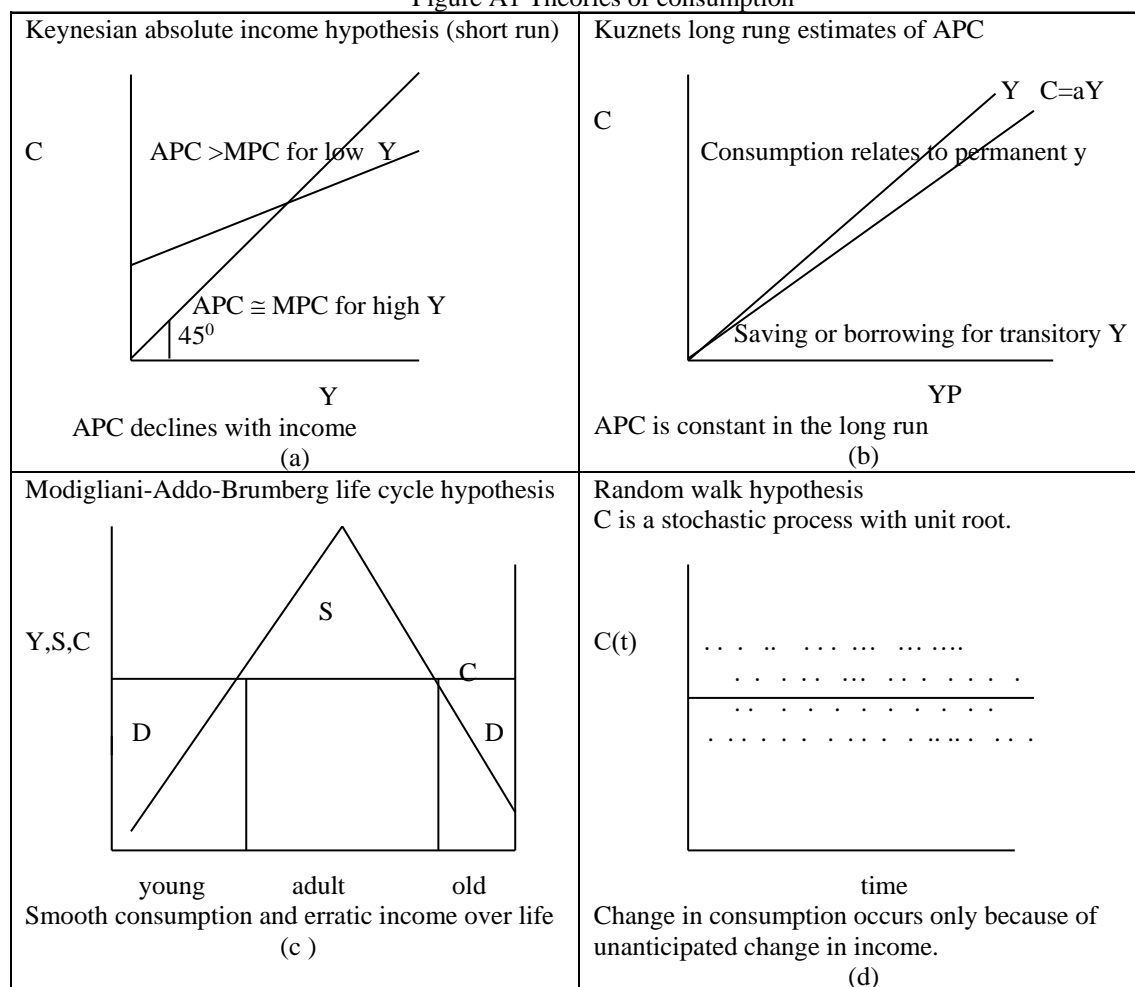 Figure A1 Theories of consumption
Keynesian absolute income hypothesis (short run)
C
APC >MPC for low Y
APC ≅ MPC for high Y
45⁰
Y
APC declines with income
(a)
Kuznets long rung estimates of APC
Y C=aY
C
Consumption relates to permanent y
Saving or borrowing for transitory Y
YP
APC is constant in the long run
(b)
Modigliani-Addo-Brumberg life cycle hypothesis
S
Y,S,C
C
D D
young adult old
Smooth consumption and erratic income over life
(c )
Random walk hypothesis
C is a stochastic process with unit root.
C(t)
time
Change in consumption occurs only because of
unanticipated change in income.
(d)